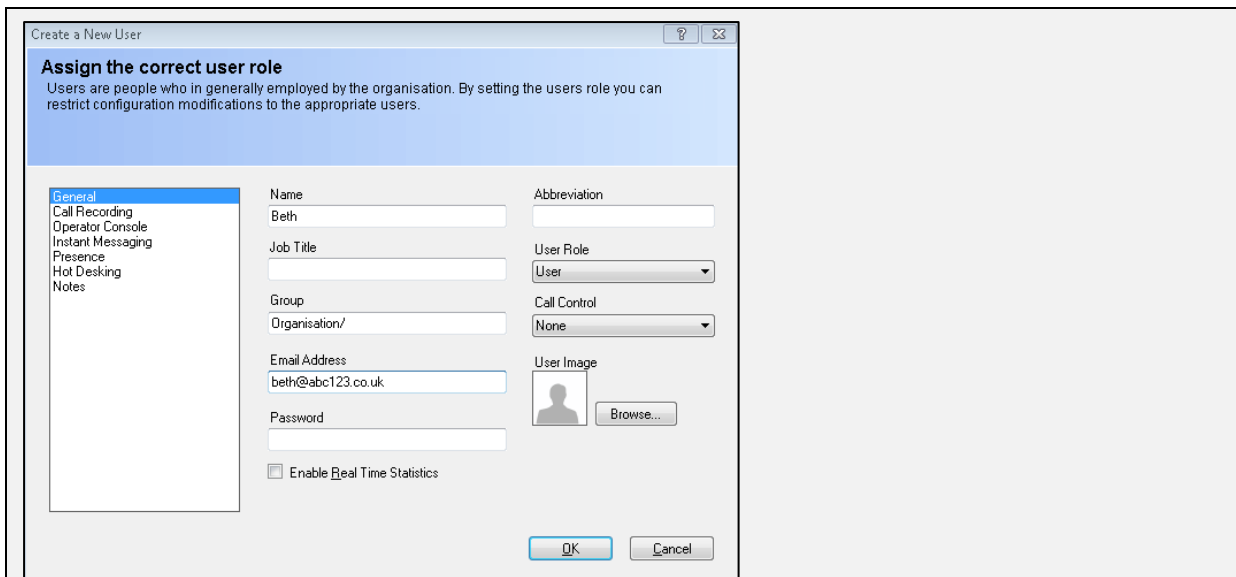 Create a New User
Assign the correct user role
Users are people who in generally employed by the organisation. By setting the users role you can
restrict configuration modifications to the appropriate users.
General
Call Recording
Operator Console
Instant Messaging
Presence
Hot Desking
Notes
Name
Beth
Job Title
Group
Organisation/
Email Address
beth@abc123.co.uk
Password
Enable Real Time Statistics
Abbreviation
User Role
User
Call Control
None
User Image
Browse...
OK
Cancel